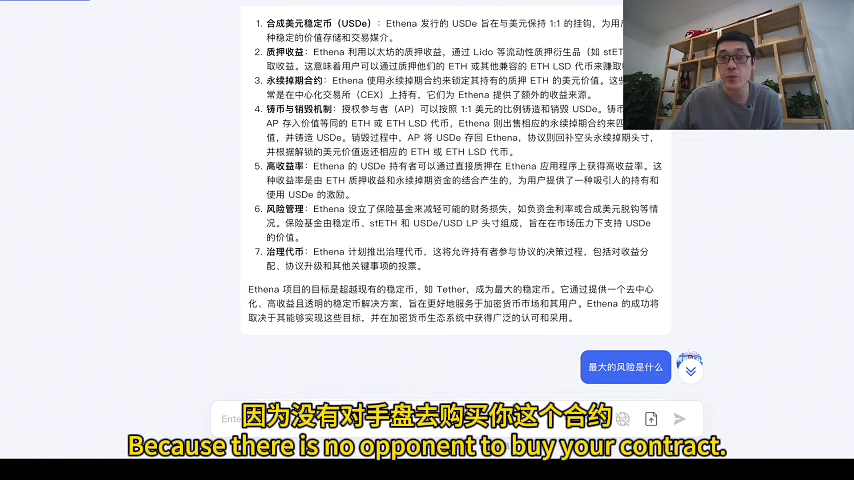 1. 合成美元稳定币（USDe）：Ethena 发行的 USDe 旨在与美元保持 1:1 的挂钩，为用户
种稳定的价值存储和交易媒介。
2. 质押收益：Ethena 利用以太坊的质押收益，通过 Lido 等流动性质押衍生品（如 stET
取收益。这意味着用户可以通过质押他们的 ETH 或其他兼容的 ETH LSD 代币来赚取
3. 永续掉期合约：Ethena 使用永续掉期合约来锁定其持有的质押 ETH 的美元价值。这些
常是在中心化交易所（CEX）上持有，它们为 Ethena 提供了额外的收益来源。
4. 铸币与销毁机制：授权参与者（AP）可以按照 1:1 美元的比例铸造和销毁 USDe。铸币
AP 存入价值等同的 ETH 或 ETH LSD 代币，Ethena 则出售相应的永续掉期合约来匹
值，并铸造 USDe。销毁过程中，AP 将 USDe 存回 Ethena，协议则回补空头永续掉期头寸，
并根据解锁的美元价值返还相应的 ETH 或 ETH LSD 代币。
5. 高收益率：Ethena 的 USDe 持有者可以通过直接质押在 Ethena 应用程序上获得高收益率。这
种收益率是由 ETH 质押收益和永续掉期资金的结合产生的，为用户提供了一种吸引人的持有和
使用 USDe 的激励。
6. 风险管理：Ethena 设立了保险基金来减轻可能的财务损失，如负资金利率或合成美元脱钩等情
况。保险基金由稳定币、stETH 和 USDe/USD LP 头寸组成，旨在在市场压力下支持 USDe
的价值。
7. 治理代币：Ethena 计划推出治理代币，这将允许持有者参与协议的决策过程，包括对收益分
配、协议升级和其他关键事项的投票。
Ethena 项目的目标是超越现有的稳定币，如 Tether，成为最大的稳定币。它通过提供一个去中心
化、高收益且透明的稳定币解决方案，旨在更好地服务于加密货币市场和其用户。Ethena 的成功将
取决于其能够实现这些目标，并在加密货币生态系统中获得广泛的认可和采用。
最大的风险是什么
Ente
因为没有对手盘去购买你这个合约
Because there is no opponent to buy your contract.